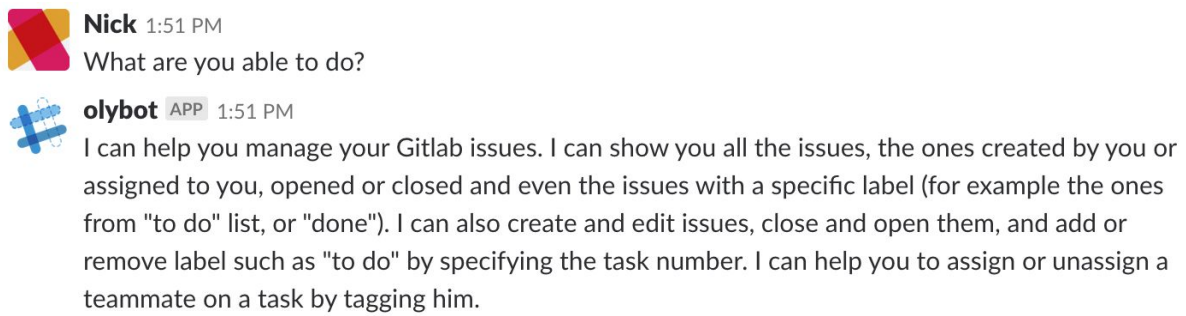 Nick 1:51 PM
What are you able to do?
olybot APP 1:51 PM
I can help you manage your Gitlab issues. I can show you all the issues, the ones created by you or
assigned to you, opened or closed and even the issues with a specific label (for example the ones
from "to do" list, or "done"). I can also create and edit issues, close and open them, and add or
remove label such as "to do" by specifying the task number. I can help you to assign or unassign a
teammate on a task by tagging him.